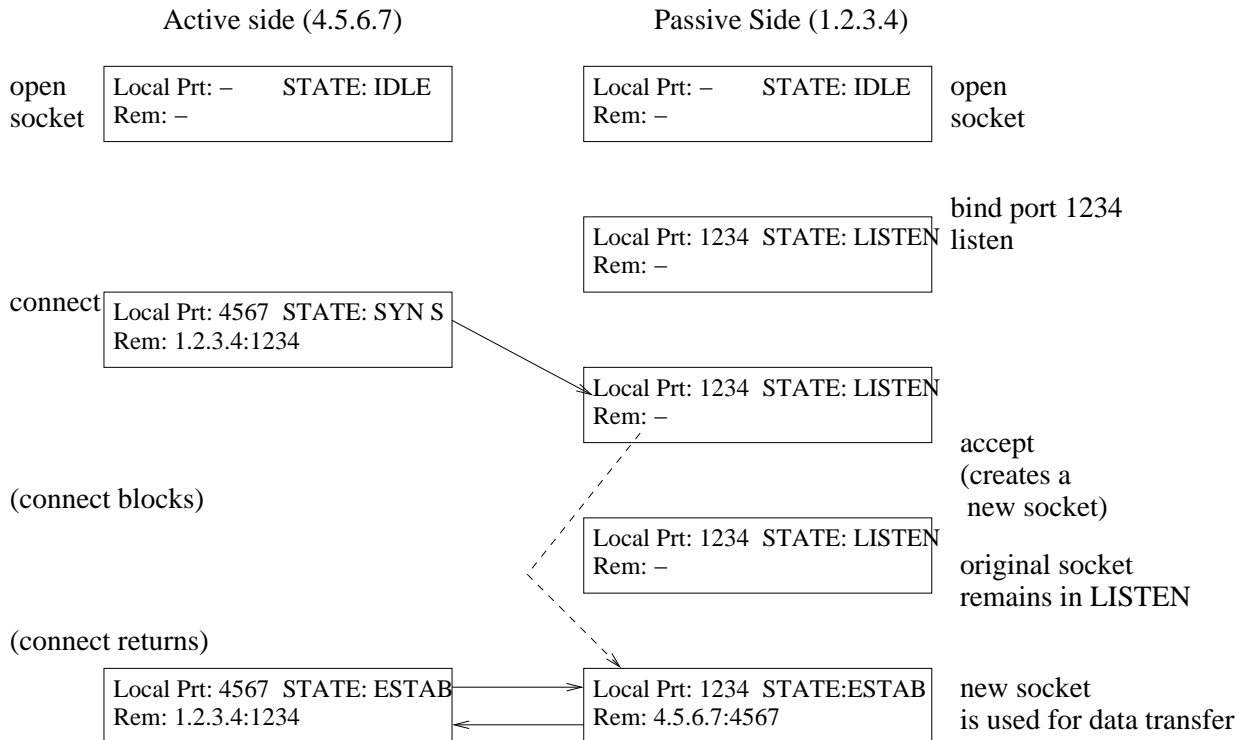 Active side (4.5.6.7)
Passive Side (1.2.3.4)
open
socket
Local Prt: – STATE: IDLE
Rem: –
Local Prt: – STATE: IDLE
Rem: –
open
socket
bind port 1234
listen
Local Prt: 1234 STATE: LISTEN
Rem: –
connect
Local Prt: 4567 STATE: SYN S
Rem: 1.2.3.4:1234
Local Prt: 1234 STATE: LISTEN
Rem: –
accept
(creates a
new socket)
(connect blocks)
Local Prt: 1234 STATE: LISTEN
Rem: –
original socket
remains in LISTEN
(connect returns)
Local Prt: 4567 STATE: ESTAB
Rem: 1.2.3.4:1234
Local Prt: 1234 STATE:ESTAB
Rem: 4.5.6.7:4567
new socket
is used for data transfer